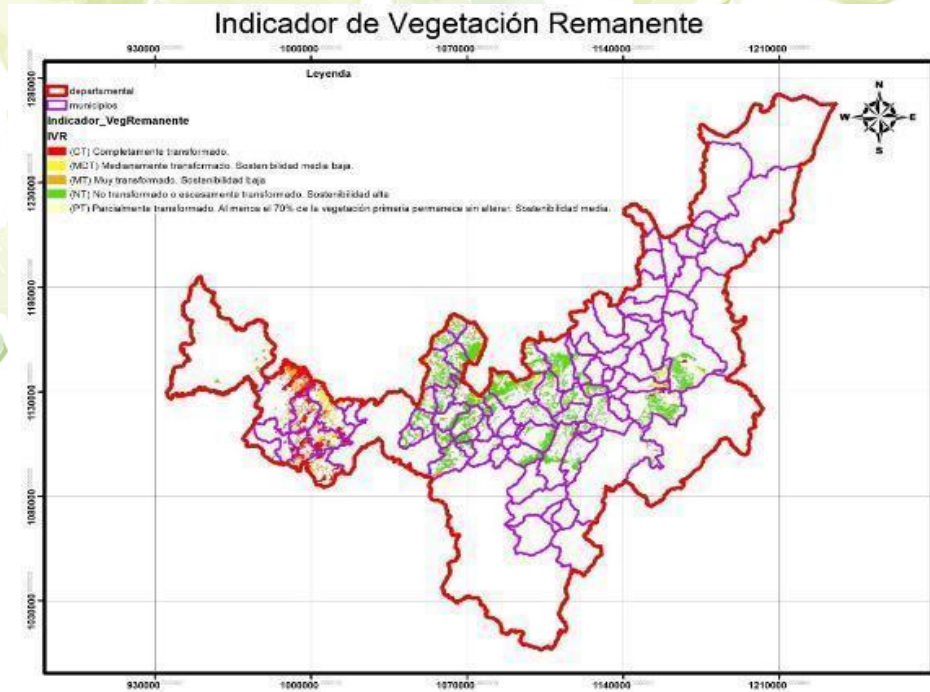 Indicador de Vegetación Remanente
930000 1000000 1070000 1140000 1210000
Leyenda
departamental
municipios
Indicador_VegRemanente
IVR
(CT) Completamente transformado.
(MCT) Medianamente transformado. Sostenibilidad media baja.
(MT) Muy transformado. Sostenibilidad baja
(NT) No transformado o escasamente transformado. Sostenibilidad alta
(PT) Parcialmente transformado. Al menos el 70% de la vegetación primaria permanece sin alterar. Sostenibilidad media.
N
W E
S
1280000
1230000
1180000
1130000
1080000
1030000
930000 1000000 1070000 1140000 1210000